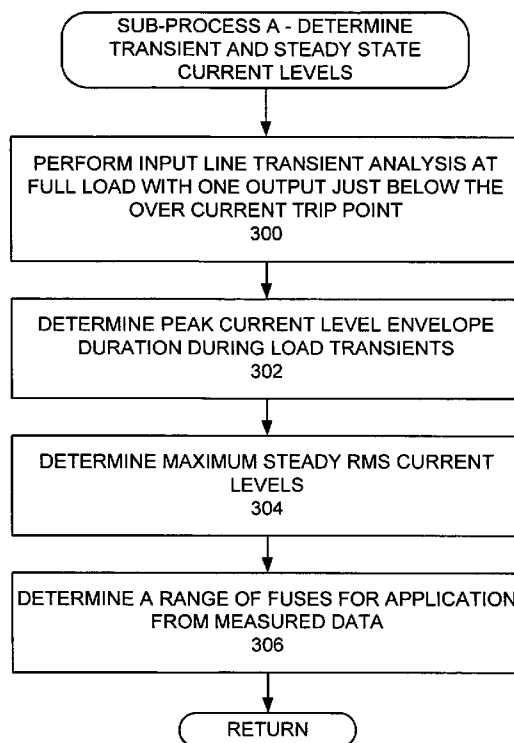 SUB-PROCESS A - DETERMINE
TRANSIENT AND STEADY STATE
CURRENT LEVELS
PERFORM INPUT LINE TRANSIENT ANALYSIS AT
FULL LOAD WITH ONE OUTPUT JUST BELOW THE
OVER CURRENT TRIP POINT
300
DETERMINE PEAK CURRENT LEVEL ENVELOPE
DURATION DURING LOAD TRANSIENTS
302
DETERMINE MAXIMUM STEADY RMS CURRENT
LEVELS
304
DETERMINE A RANGE OF FUSES FOR APPLICATION
FROM MEASURED DATA
306
RETURN